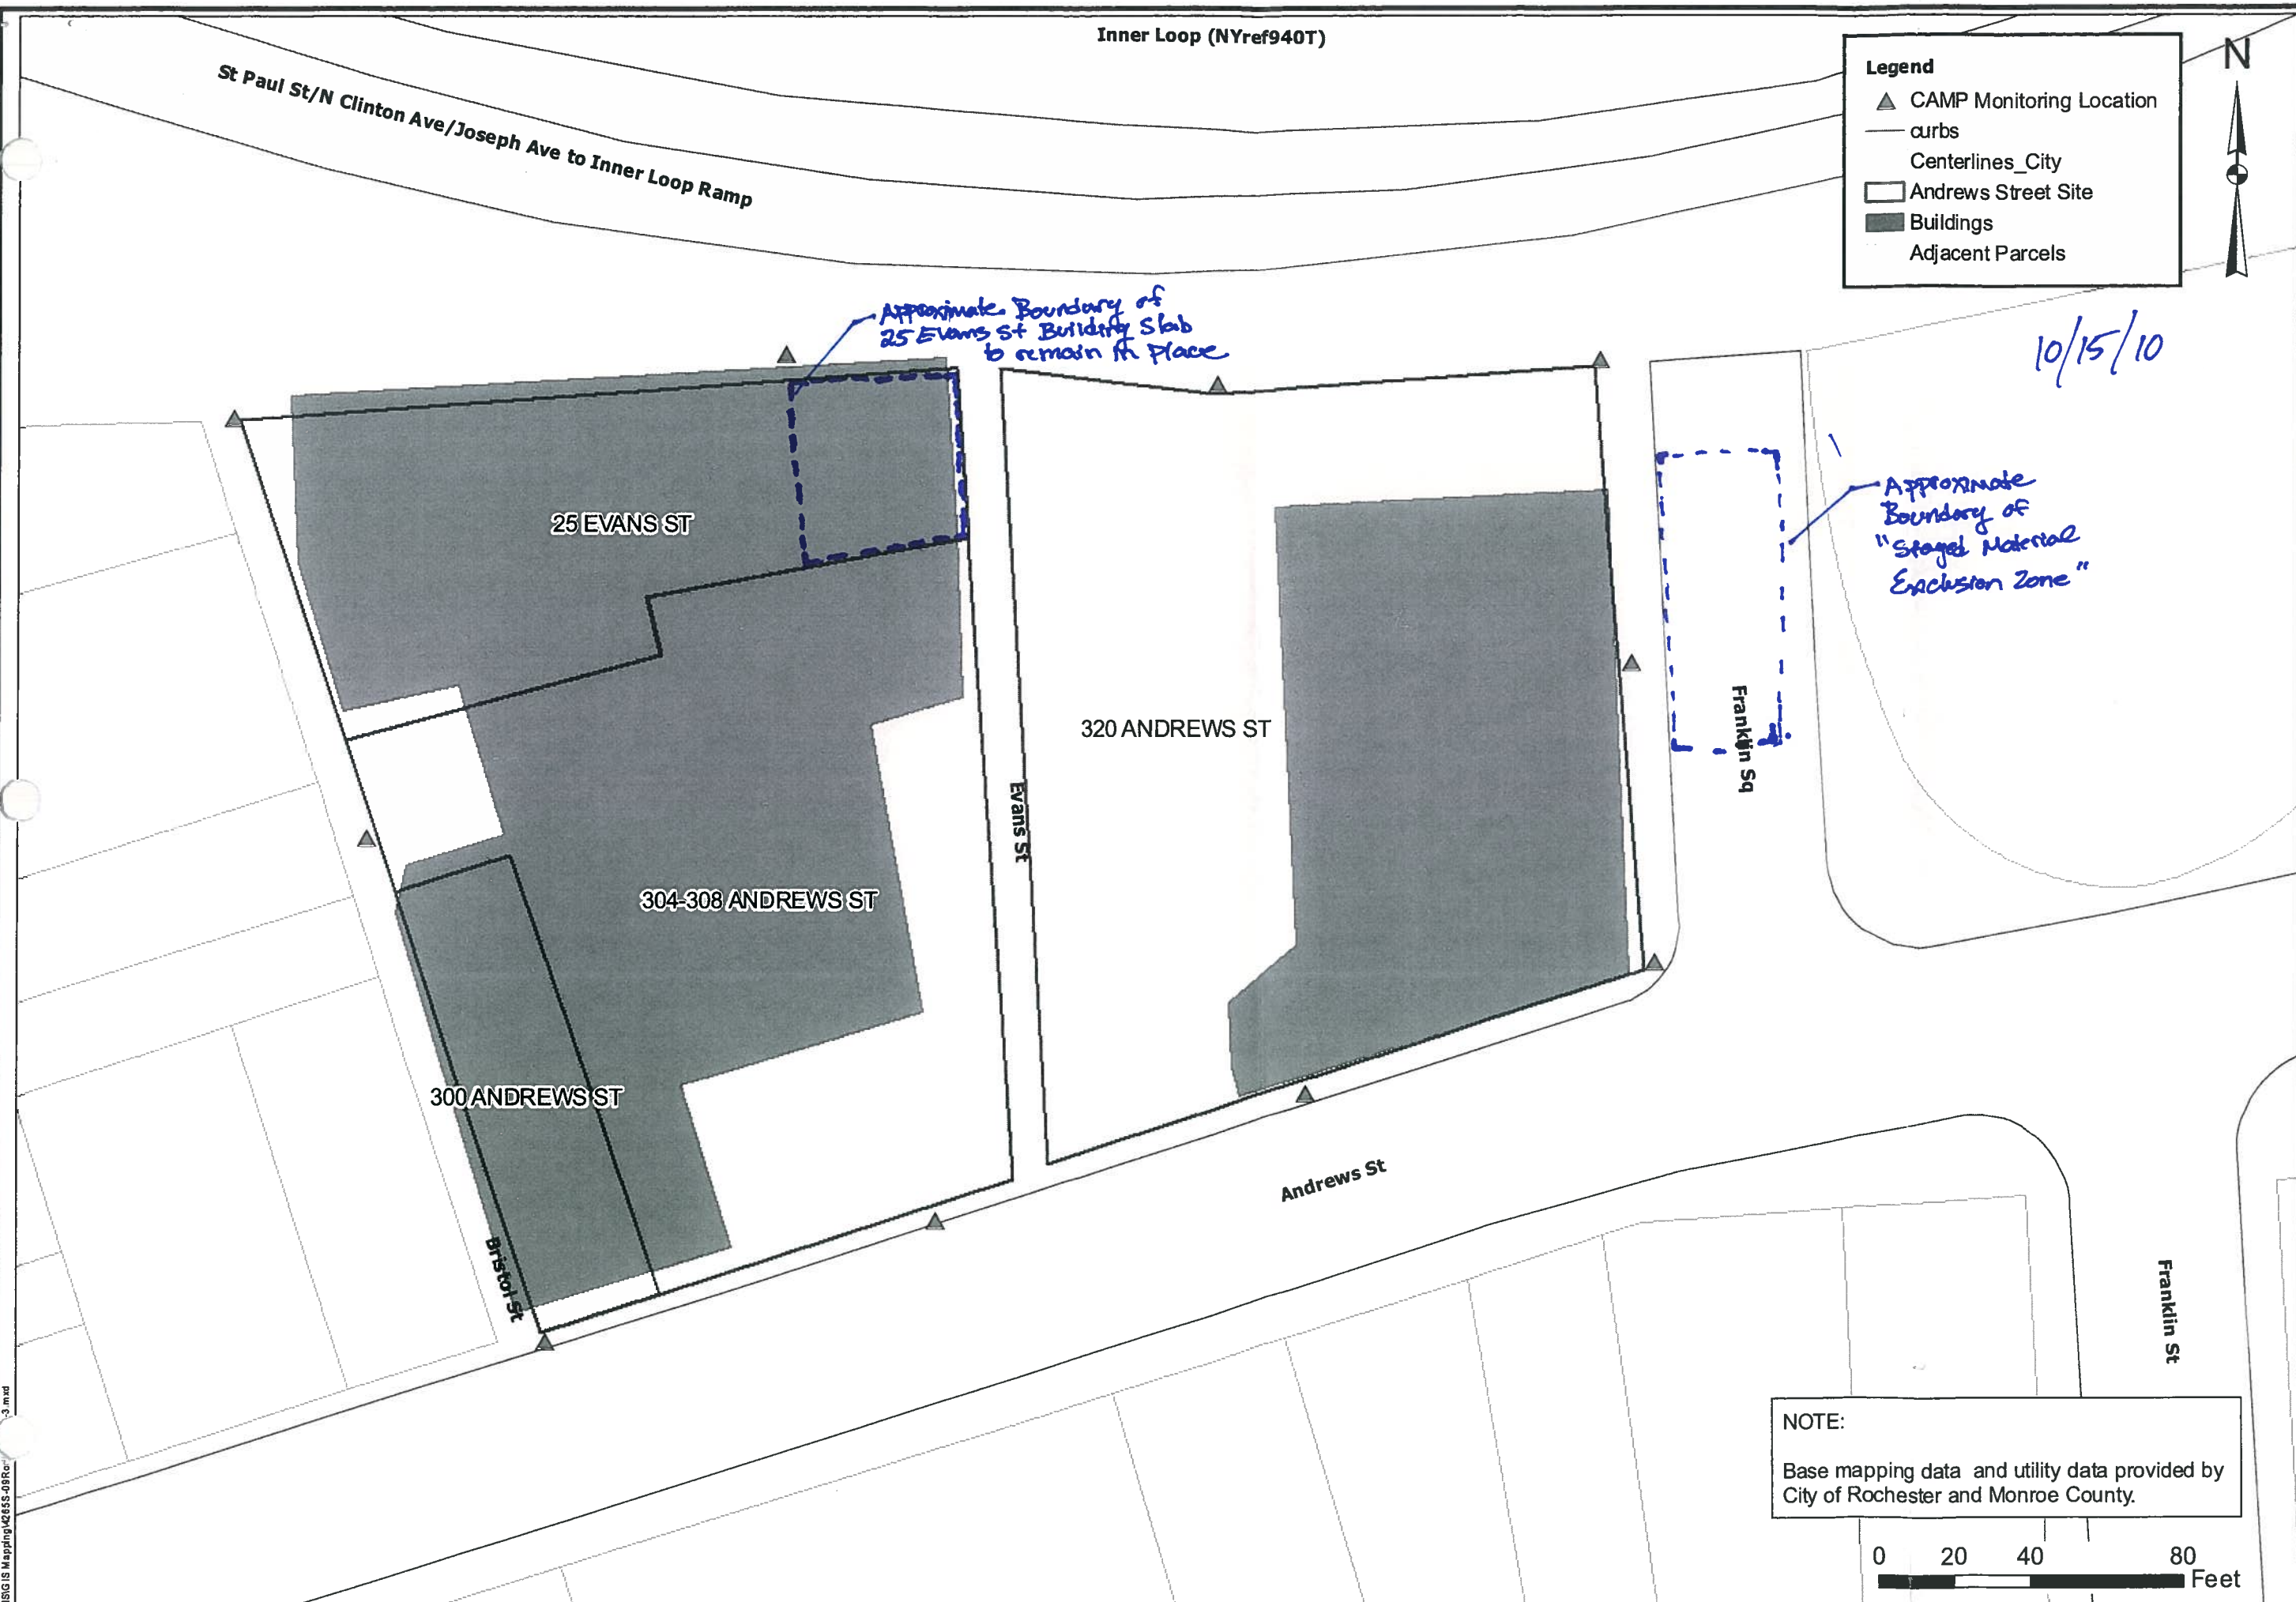 Inner Loop (NYref940T)
St Paul St/N Clinton Ave/Joseph Ave to Inner Loop Ramp
Legend
CAMP Monitoring Location
curbs
Centerlines_City
Andrews Street Site
Buildings
Adjacent Parcels
N
10/15/10
Approximate Boundary of
25 Evans St Building Slab
to remain in place
Approximate
Boundary of
"Staged Material
Exclusion Zone"
25 EVANS ST
320 ANDREWS ST
Franklin Sq
Evans St
304-308 ANDREWS ST
300 ANDREWS ST
Bristol St
Andrews St
Franklin St
NOTE:
Base mapping data and utility data provided by
City of Rochester and Monroe County.
0 20 40 80
Feet